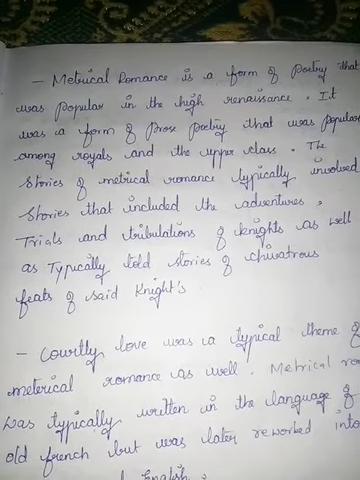 - Metrical Romance is a form of Poetry that
was popular in the high renaissance. It
was a form of Prose Poetry that was popular
among royals and the upper class. The
Stories of metrical romance typically involved
Stories that included the adventures,
Trials and tribulations of knights as well
as Typically told stories of chivatrous
feats of said Knight's
- Courtly love was a typical theme of
meterical romance as well. Metrical ro
was typically written in the language of
old french but was later reworked into
English.